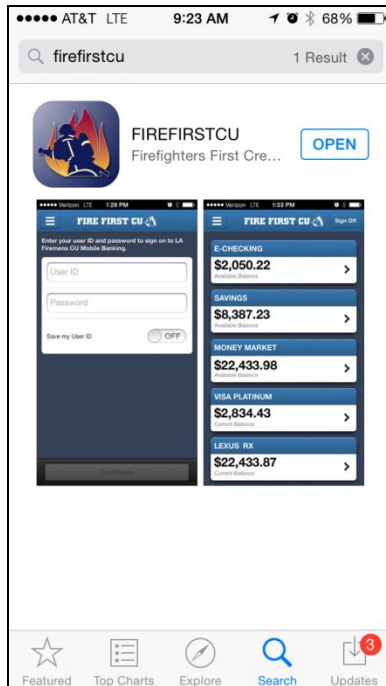 AT&T LTE 9:23 AM 68%
firefirstcu 1 Result
FIREFIRSTCU
Firefighters First Cre... OPEN
Verizon LTE 1:29 PM
FIRE FIRST CU
Enter your user ID and password to sign on to LA
Firemens CU Mobile Banking.
User ID
Password
Save my User ID OFF
Continue
Verizon LTE 1:33 PM
FIRE FIRST CU Sign Off
E-CHECKING
$2,050.22
Available Balance
SAVINGS
$8,387.23
Available Balance
MONEY MARKET
$22,433.98
Available Balance
VISA PLATINUM
$2,834.43
Current Balance
LEXUS RX
$22,433.87
Current Balance
3
Featured Top Charts Explore Search Updates